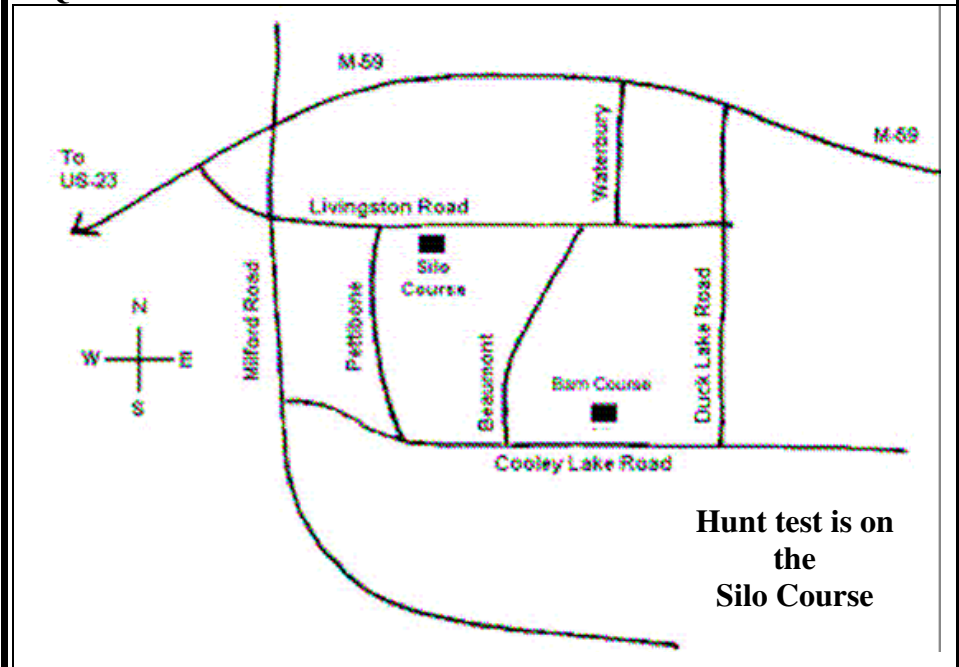 M-59
M-59
Waterbury
To
US-23
Livingston Road
Silo
Course
Milford Road
N
W
E
S
Pettibone
Beaumont
Barn Course
Duck Lake Road
Cooley Lake Road
Hunt test is on
the
Silo Course